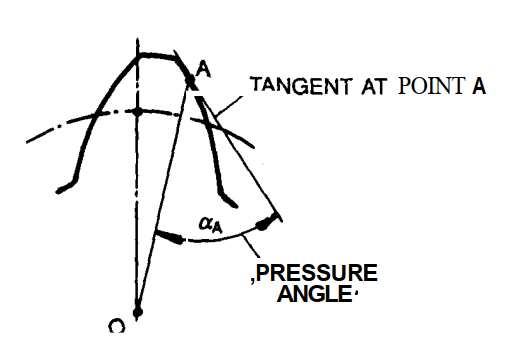 A
TANGENT AT POINT A
αA
,PRESSURE
ANGLE
O